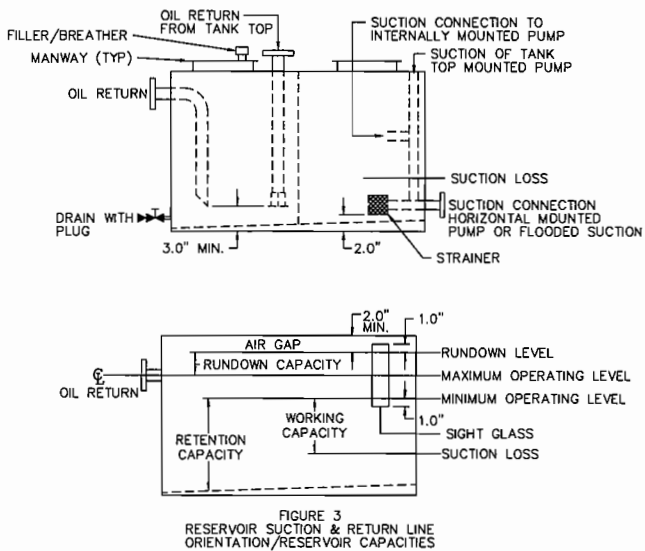 OIL RETURN
FROM TANK TOP
FILLER/BREATHER
MANWAY (TYP)
OIL RETURN
SUCTION CONNECTION TO
INTERNALLY MOUNTED PUMP
SUCTION OF TANK
TOP MOUNTED PUMP
SUCTION LOSS
SUCTION CONNECTION
HORIZONTAL MOUNTED
PUMP OR FLOODED SUCTION
STRAINER
DRAIN WITH
PLUG
3.0" MIN.
2.0"
2.0"
MIN.
1.0"
AIR GAP
RUNDOWN CAPACITY
RUNDOWN LEVEL
MAXIMUM OPERATING LEVEL
MINIMUM OPERATING LEVEL
1.0"
℄
OIL RETURN
WORKING
CAPACITY
RETENTION
CAPACITY
SIGHT GLASS
SUCTION LOSS
FIGURE 3
RESERVOIR SUCTION & RETURN LINE
ORIENTATION/RESERVOIR CAPACITIES